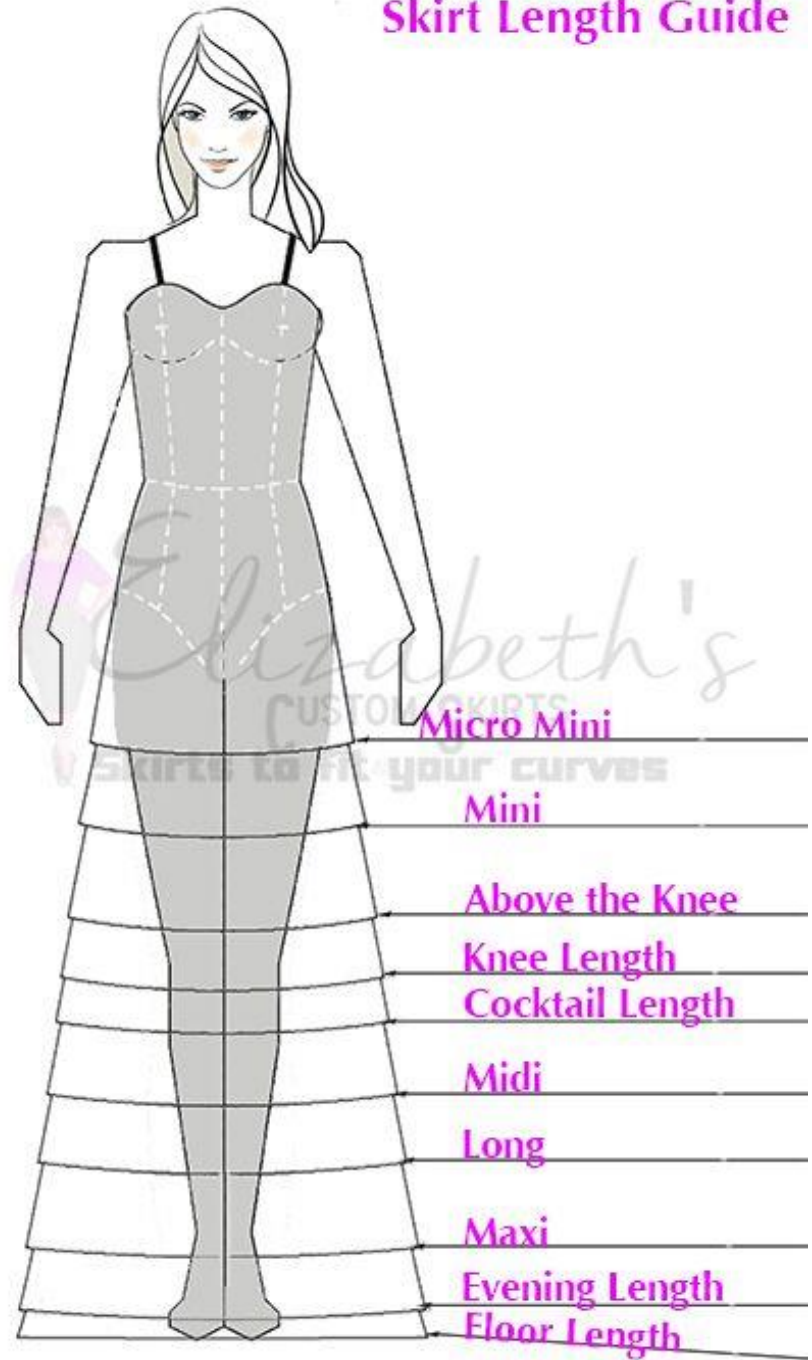 Skirt Length Guide
Elizabeth's
CUSTOM SKIRTS
Micro Mini
Skirts to fit your curves
Mini
Above the Knee
Knee Length
Cocktail Length
Midi
Long
Maxi
Evening Length
Floor Length